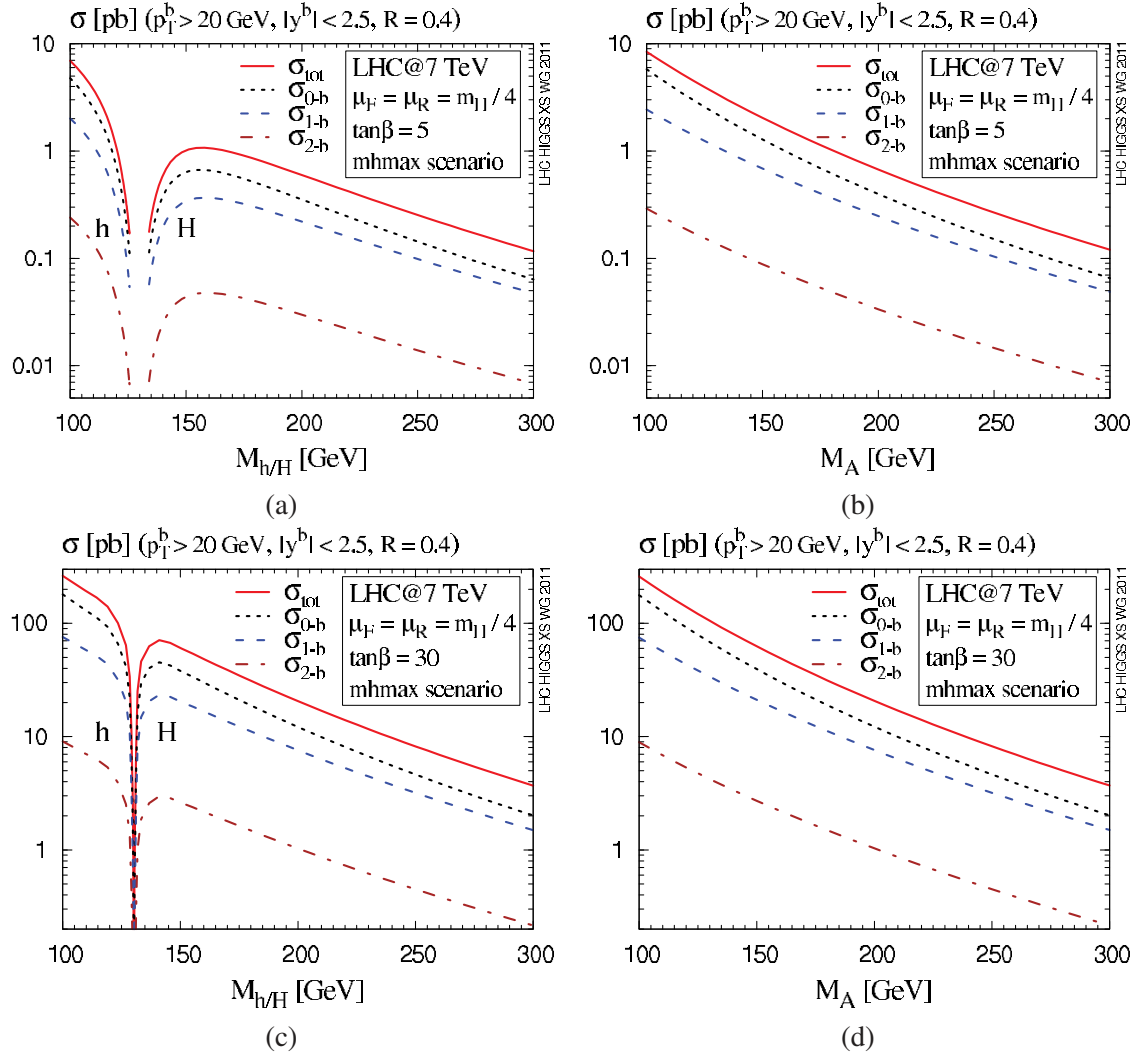 σ [pb] (p_T^b > 20 GeV, |y^b| < 2.5, R = 0.4)
10
1
0.1
0.01
σ_tot
σ_0-b
σ_1-b
σ_2-b
LHC@7 TeV
μ_F = μ_R = m_H / 4
tanβ = 5
mhmax scenario
LHC HIGGS XS WG 2011
h
H
100
150
200
250
300
M_h/H [GeV]
(a)
σ [pb] (p_T^b > 20 GeV, |y^b| < 2.5, R = 0.4)
10
1
0.1
0.01
σ_tot
σ_0-b
σ_1-b
σ_2-b
LHC@7 TeV
μ_F = μ_R = m_H / 4
tanβ = 5
mhmax scenario
LHC HIGGS XS WG 2011
100
150
200
250
300
M_A [GeV]
(b)
σ [pb] (p_T^b > 20 GeV, |y^b| < 2.5, R = 0.4)
100
10
1
σ_tot
σ_0-b
σ_1-b
σ_2-b
LHC@7 TeV
μ_F = μ_R = m_H / 4
tanβ = 30
mhmax scenario
LHC HIGGS XS WG 2011
h
H
100
150
200
250
300
M_h/H [GeV]
(c)
σ [pb] (p_T^b > 20 GeV, |y^b| < 2.5, R = 0.4)
100
10
1
σ_tot
σ_0-b
σ_1-b
σ_2-b
LHC@7 TeV
μ_F = μ_R = m_H / 4
tanβ = 30
mhmax scenario
LHC HIGGS XS WG 2011
100
150
200
250
300
M_A [GeV]
(d)